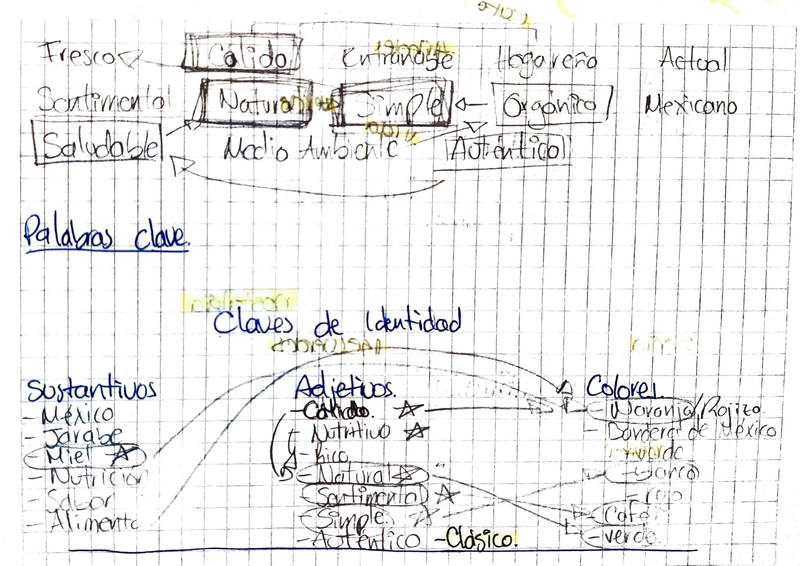 Fresco Cálido Entrañable Hogareño Actual
Sentimental Natural Simple Orgánico Mexicano
Saludable Medio Ambiente Auténtico
Palabras clave.
Claves de Identidad
Sustantivos Adjetivos. Colores
- México - Cálido. - Naranja/Rojizo
- Jarabe - Nutritivo - Bandera de México
- Miel - Rico - verde
- Nutrición - Natural - blanco
- Sabor - Sentimental - rojo
- Alimento - Simple - Café
- Auténtico - Clásico. - verde.